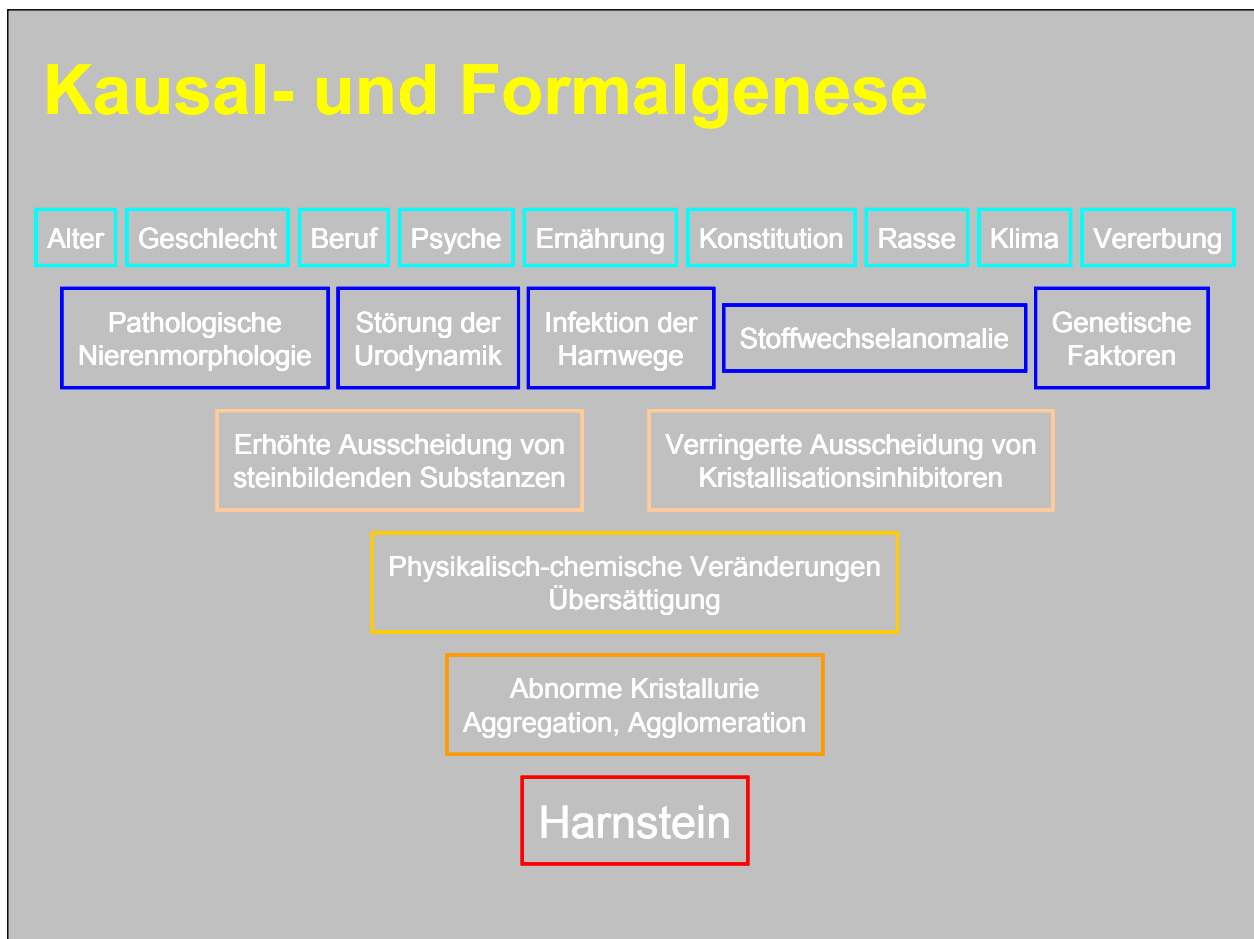 Kausal- und Formalgenese
Alter Geschlecht Beruf Psyche Ernährung Konstitution Rasse Klima Vererbung
Pathologische
Nierenmorphologie
Störung der
Urodynamik
Infektion der
Harnwege
Stoffwechselanomalie
Genetische
Faktoren
Erhöhte Ausscheidung von
steinbildenden Substanzen
Verringerte Ausscheidung von
Kristallisationsinhibitoren
Physikalisch-chemische Veränderungen
Übersättigung
Abnorme Kristallurie
Aggregation, Agglomeration
Harnstein